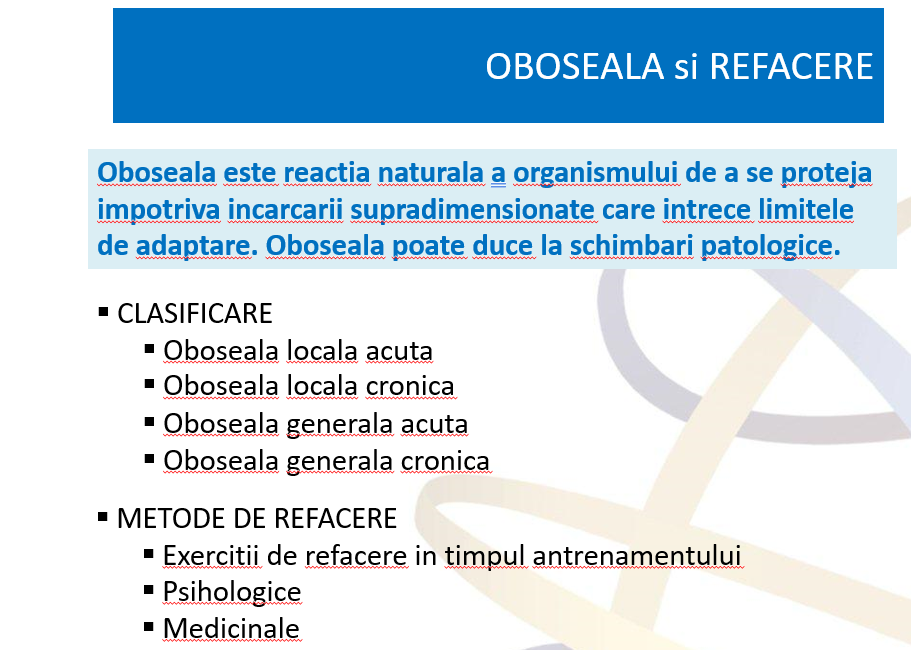 OBOSEALA si REFACERE
Oboseala este reactia naturala a organismului de a se proteja
impotriva incarcarii supradimensionate care intrece limitele
de adaptare. Oboseala poate duce la schimbari patologice.
▪ CLASIFICARE
▪ Oboseala locala acuta
▪ Oboseala locala cronica
▪ Oboseala generala acuta
▪ Oboseala generala cronica
▪ METODE DE REFACERE
▪ Exercitii de refacere in timpul antrenamentului
▪ Psihologice
▪ Medicinale